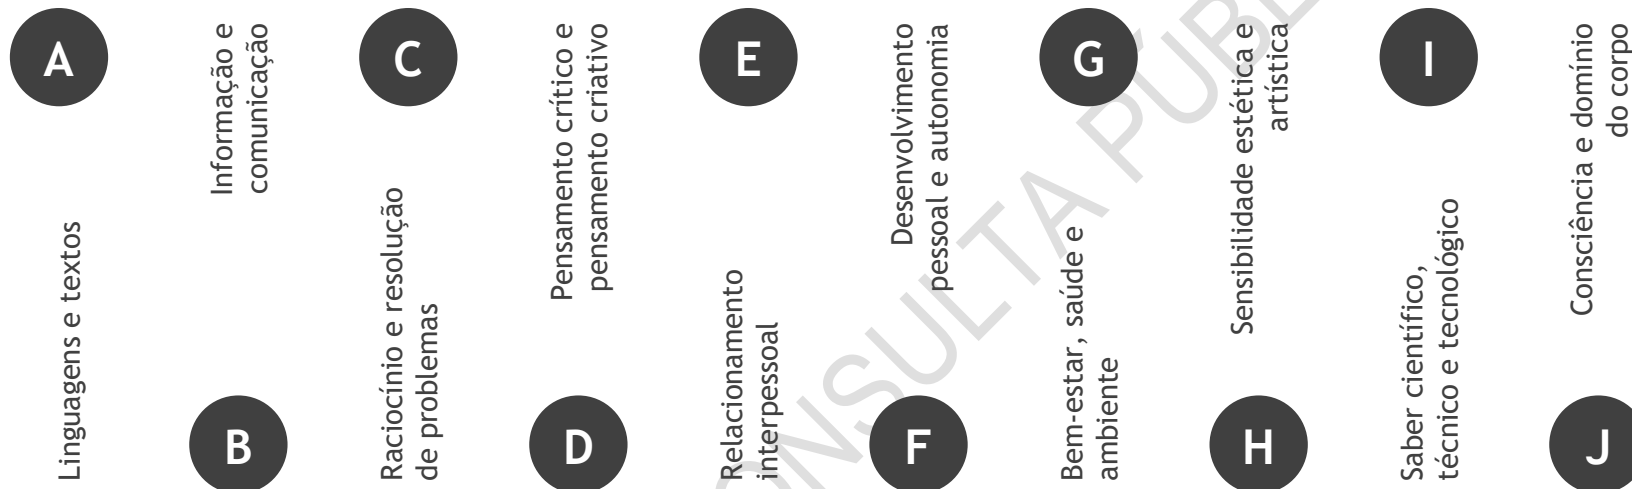 A
Linguagens e textos
Informação e
comunicação
B
C
Raciocínio e resolução
de problemas
Pensamento crítico e
pensamento criativo
D
E
Relacionamento
interpessoal
Desenvolvimento
pessoal e autonomia
F
G
Bem-estar, saúde e
ambiente
Sensibilidade estética e
artística
H
I
Saber científico,
técnico e tecnológico
Consciência e domínio
do corpo
J